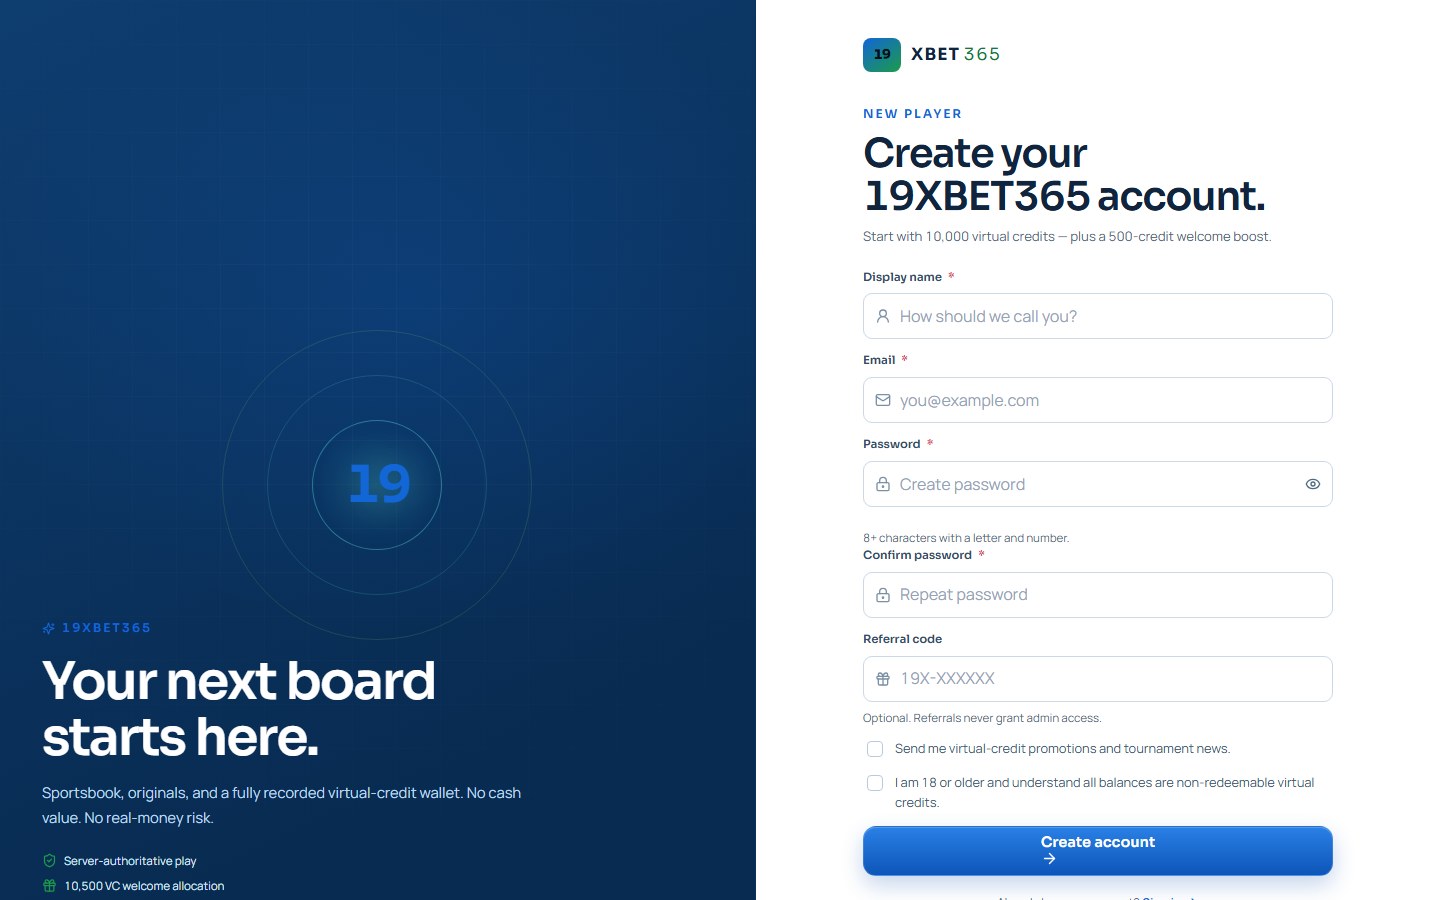 19
19XBET365
Your next board
starts here.
Sportsbook, originals, and a fully recorded virtual-credit wallet. No cash
value. No real-money risk.
Server-authoritative play
10,500 VC welcome allocation
19 XBET 365
NEW PLAYER
Create your
19XBET365 account.
Start with 10,000 virtual credits — plus a 500-credit welcome boost.
Display name *
How should we call you?
Email *
you@example.com
Password *
Create password
8+ characters with a letter and number.
Confirm password *
Repeat password
Referral code
19X-XXXXXX
Optional. Referrals never grant admin access.
Send me virtual-credit promotions and tournament news.
I am 18 or older and understand all balances are non-redeemable virtual
credits.
Create account
→